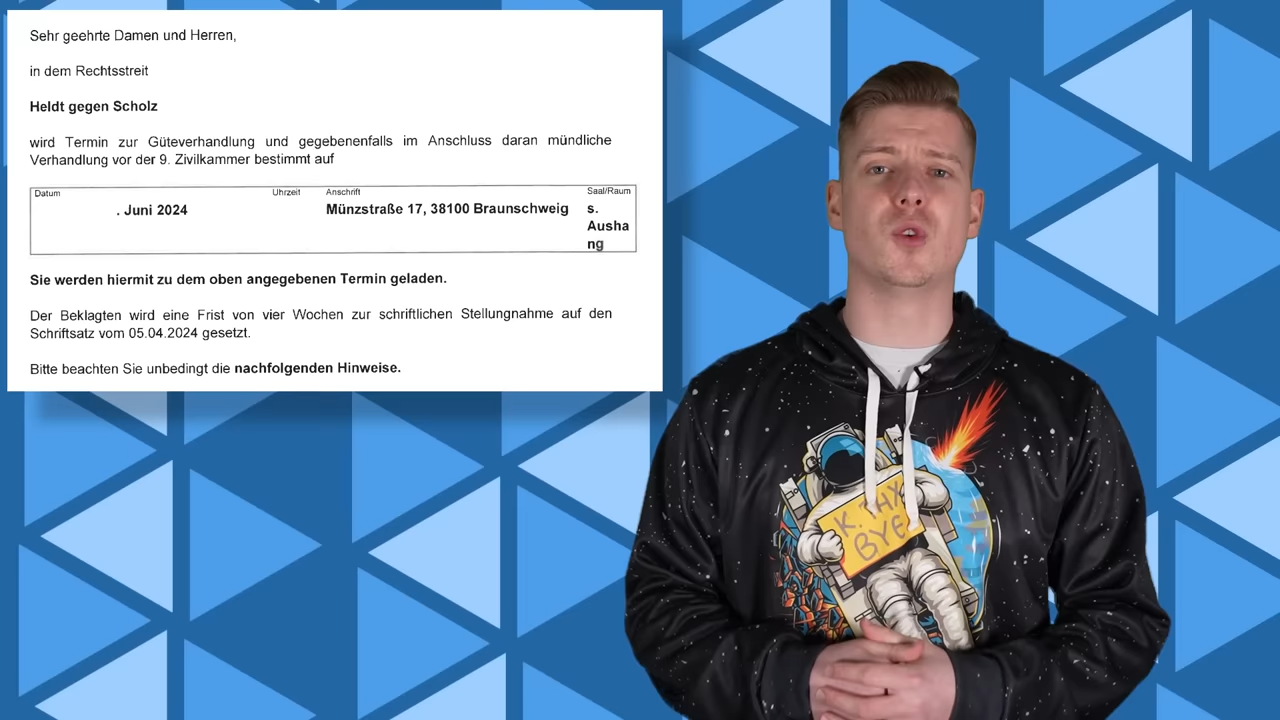 Sehr geehrte Damen und Herren,
in dem Rechtsstreit
Heldt gegen Scholz
wird Termin zur Güteverhandlung und gegebenenfalls im Anschluss daran mündliche
Verhandlung vor der 9. Zivilkammer bestimmt auf
Datum Uhrzeit Anschrift Saal/Raum
. Juni 2024 Münzstraße 17, 38100 Braunschweig s.
Ausha
ng
Sie werden hiermit zu dem oben angegebenen Termin geladen.
Der Beklagten wird eine Frist von vier Wochen zur schriftlichen Stellungnahme auf den
Schriftsatz vom 05.04.2024 gesetzt.
Bitte beachten Sie unbedingt die nachfolgenden Hinweise.
K.
BYE